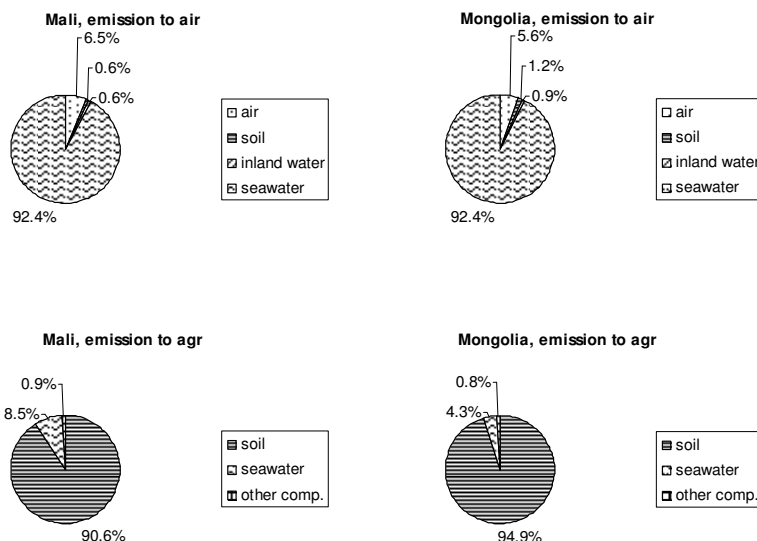 Mali, emission to air
6.5%
0.6%
0.6%
92.4%
air
soil
inland water
seawater
Mongolia, emission to air
5.6%
1.2%
0.9%
92.4%
air
soil
inland water
seawater
Mali, emission to agr
0.9%
8.5%
90.6%
soil
seawater
other comp.
Mongolia, emission to agr
0.8%
4.3%
94.9%
soil
seawater
other comp.